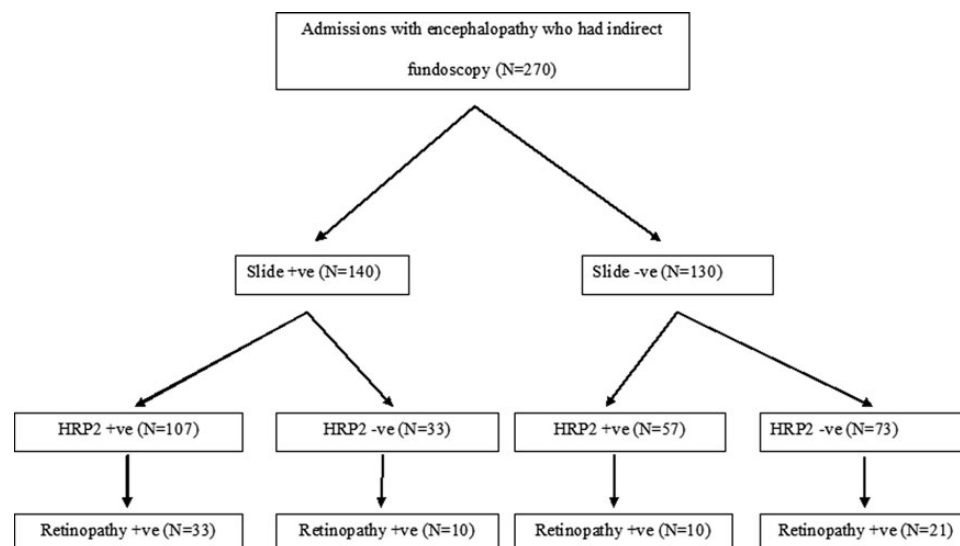 Admissions with encephalopathy who had indirect
fundoscopy (N=270)
Slide +ve (N=140)
Slide -ve (N=130)
HRP2 +ve (N=107)
HRP2 -ve (N=33)
HRP2 +ve (N=57)
HRP2 -ve (N=73)
Retinopathy +ve (N=33)
Retinopathy +ve (N=10)
Retinopathy +ve (N=10)
Retinopathy +ve (N=21)